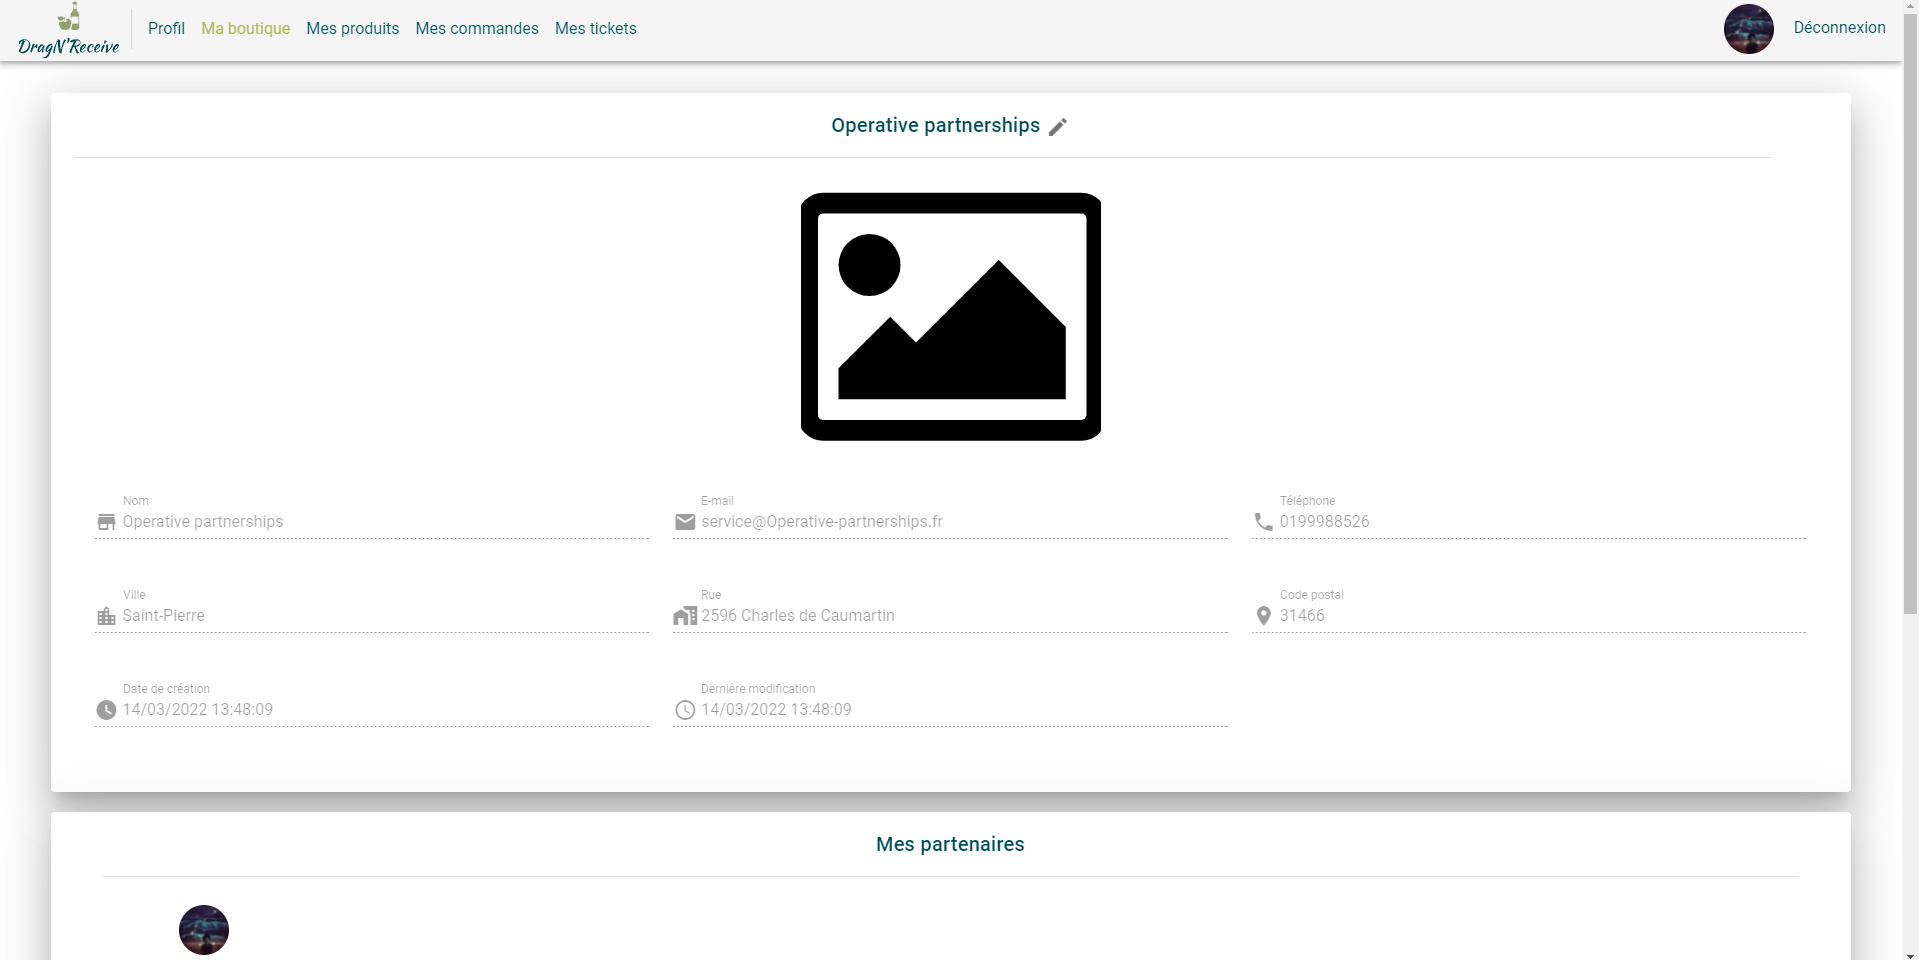 DragN'Receive
Profil Ma boutique Mes produits Mes commandes Mes tickets Déconnexion
Operative partnerships
Nom
Operative partnerships
E-mail
service@Operative-partnerships.fr
Téléphone
0199988526
Ville
Saint-Pierre
Rue
2596 Charles de Caumartin
Code postal
31466
Date de création
14/03/2022 13:48:09
Dernière modification
14/03/2022 13:48:09
Mes partenaires